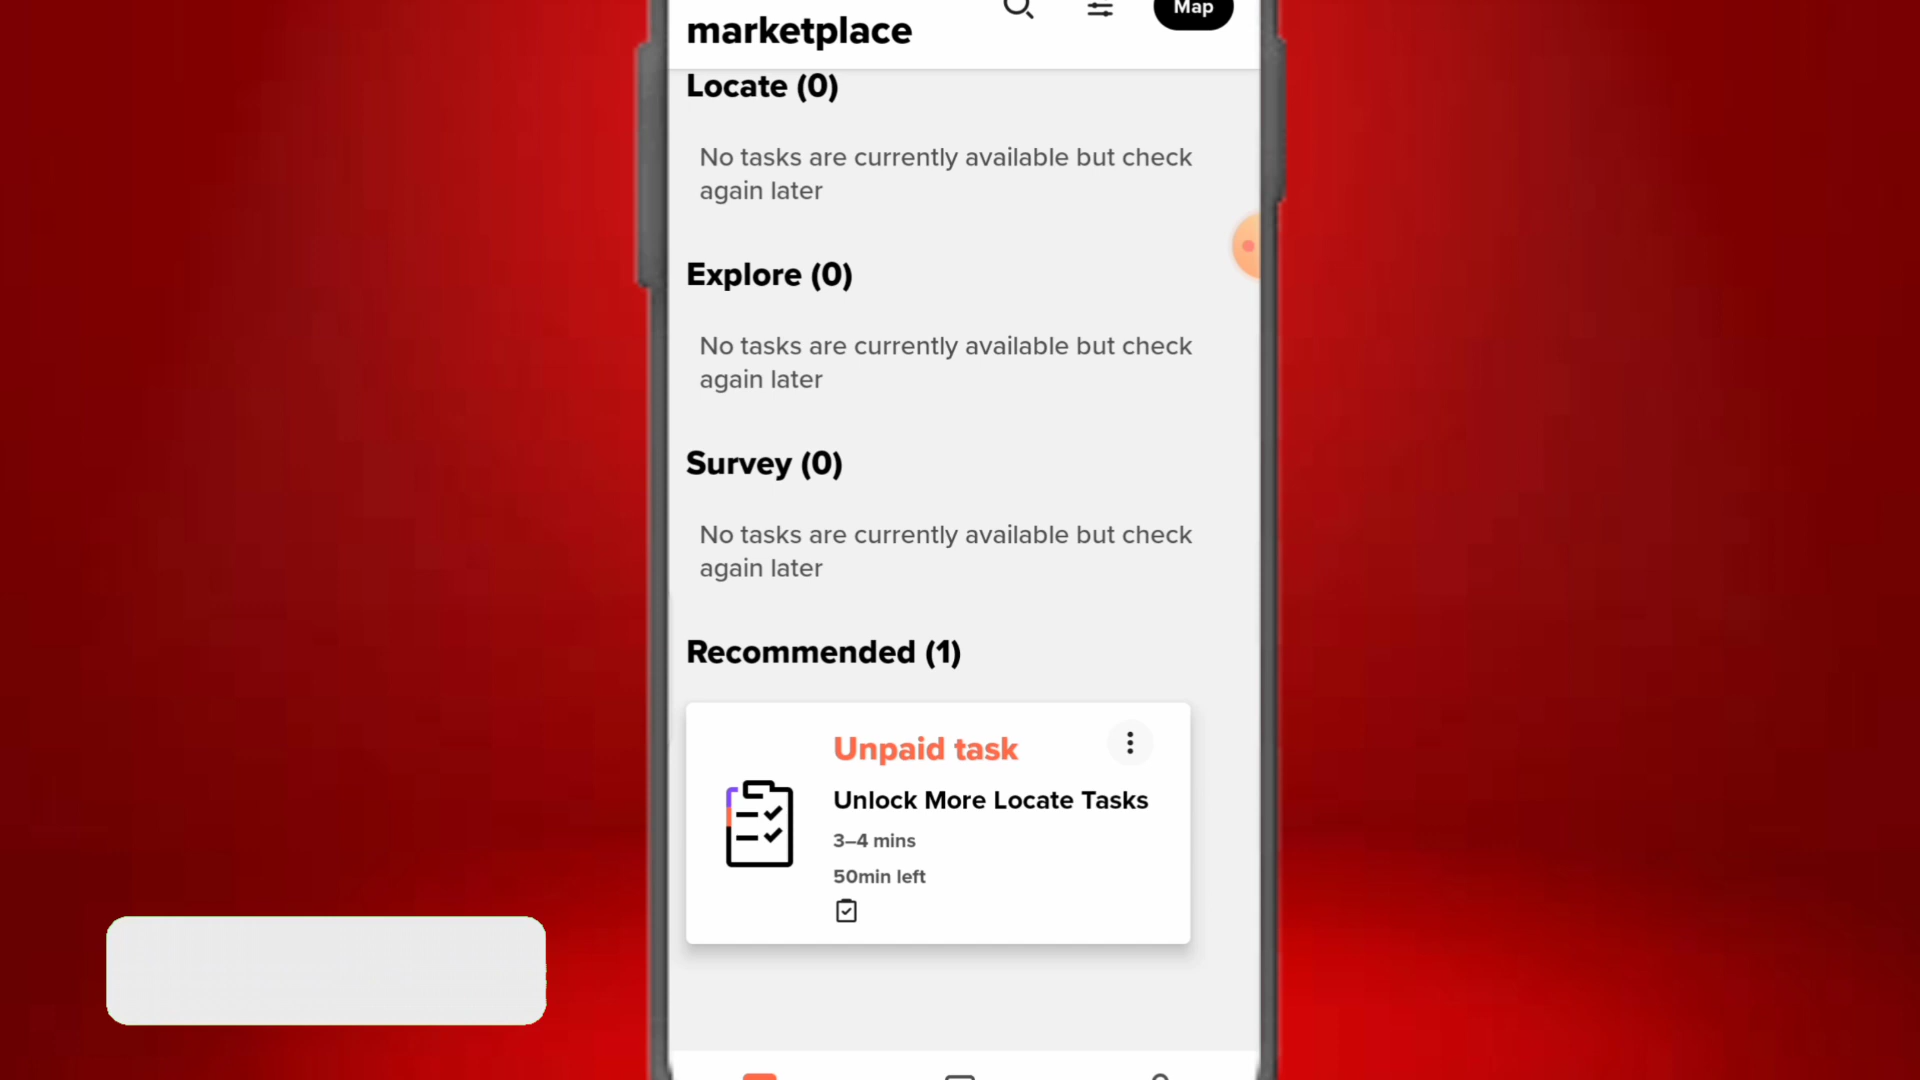 marketplace
Map
Locate (0)
No tasks are currently available but check
again later
Explore (0)
No tasks are currently available but check
again later
Survey (0)
No tasks are currently available but check
again later
Recommended (1)
Unpaid task
Unlock More Locate Tasks
3–4 mins
50min left